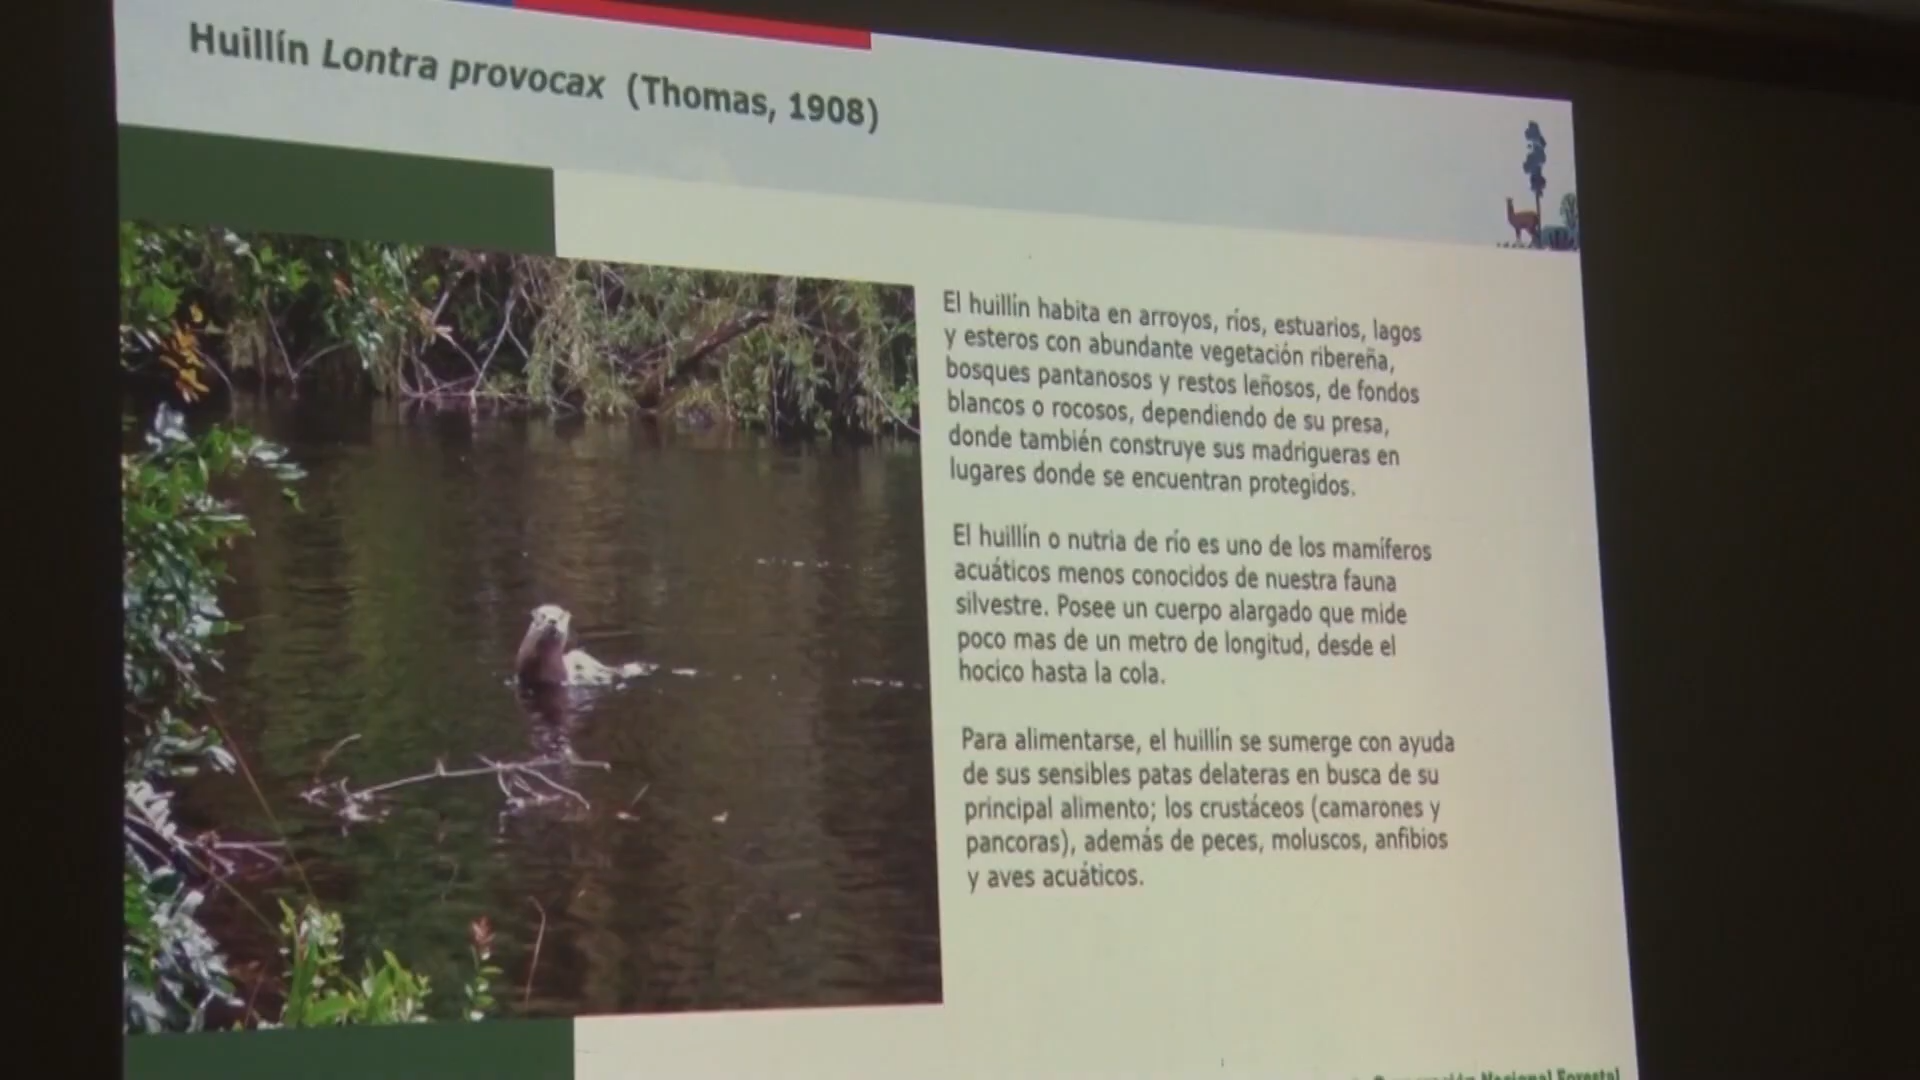 Huillín Lontra provocax (Thomas, 1908)
El huillín habita en arroyos, ríos, estuarios, lagos
y esteros con abundante vegetación ribereña,
bosques pantanosos y restos leñosos, de fondos
blancos o rocosos, dependiendo de su presa,
donde también construye sus madrigueras en
lugares donde se encuentran protegidos.
El huillín o nutria de río es uno de los mamíferos
acuáticos menos conocidos de nuestra fauna
silvestre. Posee un cuerpo alargado que mide
poco mas de un metro de longitud, desde el
hocico hasta la cola.
Para alimentarse, el huillín se sumerge con ayuda
de sus sensibles patas delateras en busca de su
principal alimento; los crustáceos (camarones y
pancoras), además de peces, moluscos, anfibios
y aves acuáticos.
Nacional Forestal